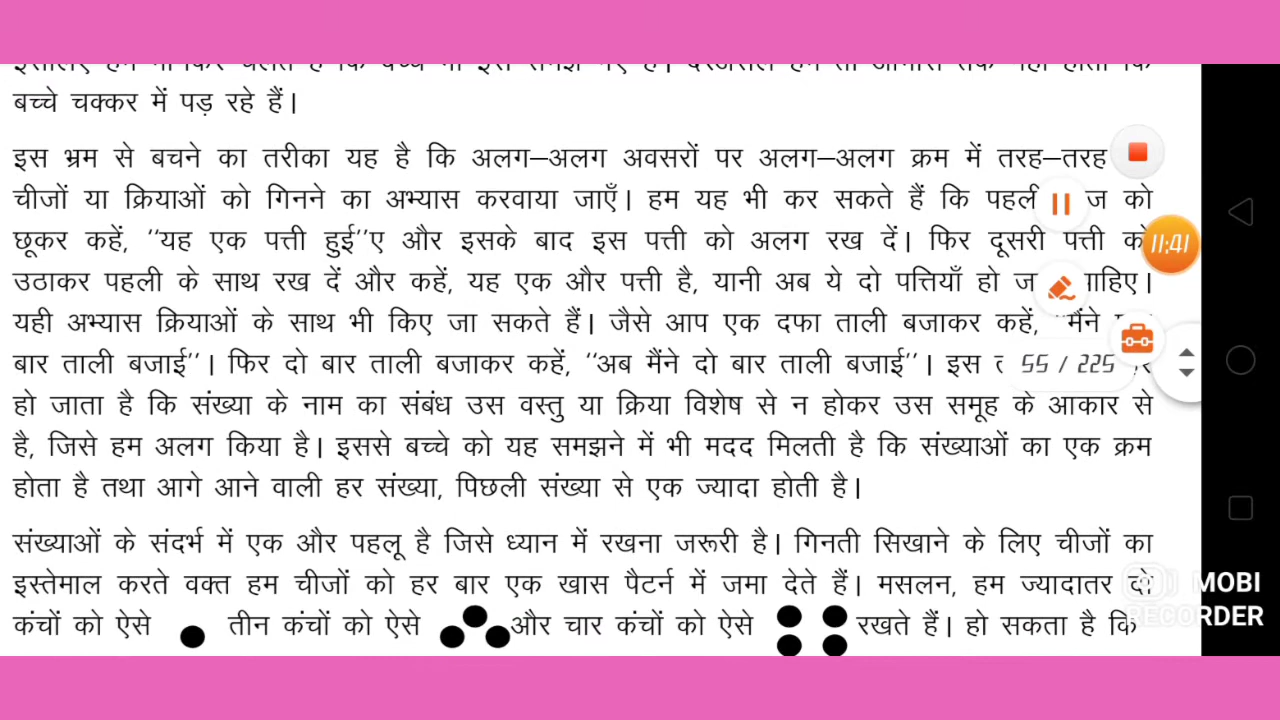 बच्चे चक्कर में पड़ रहे हैं।
इस भ्रम से बचने का तरीका यह है कि अलग–अलग अवसरों पर अलग–अलग क्रम में तरह–तरह
चीजों या क्रियाओं को गिनने का अभ्यास करवाया जाएँ। हम यह भी कर सकते हैं कि को
छूकर कहें, ‘‘यह एक पत्ती हुई’’ए और इसके बाद इस पत्ती को अलग रख दें। फिर दूसरी पत्ती को
11:41
उठाकर पहली के साथ रख दें और कहें, यह एक और पत्ती है, यानी अब ये दो पत्तियाँ हो
यही अभ्यास क्रियाओं के साथ भी किए जा सकते हैं। जैसे आप एक दफा ताली बजाकर कहें, ‘‘मैंने
बार ताली बजाई’’। फिर दो बार ताली बजाकर कहें, ‘‘अब मैंने दो बार ताली बजाई’’। इस
55 / 225
हो जाता है कि संख्या के नाम का संबंध उस वस्तु या क्रिया विशेष से न होकर उस समूह के आकार से
है, जिसे हम अलग किया है। इससे बच्चे को यह समझने में भी मदद मिलती है कि संख्याओं का एक क्रम
होता है तथा आगे आने वाली हर संख्या, पिछली संख्या से एक ज्यादा होती है।
संख्याओं के संदर्भ में एक और पहलू है जिसे ध्यान में रखना जरूरी है। गिनती सिखाने के लिए चीजों का
इस्तेमाल करते वक्त हम चीजों को हर बार एक खास पैटर्न में जमा देते हैं। मसलन, हम ज्यादातर दो
कंचों को ऐसे तीन कंचों को ऐसे और चार कंचों को ऐसे रखते हैं। हो सकता है कि
MOBI
RECORDER